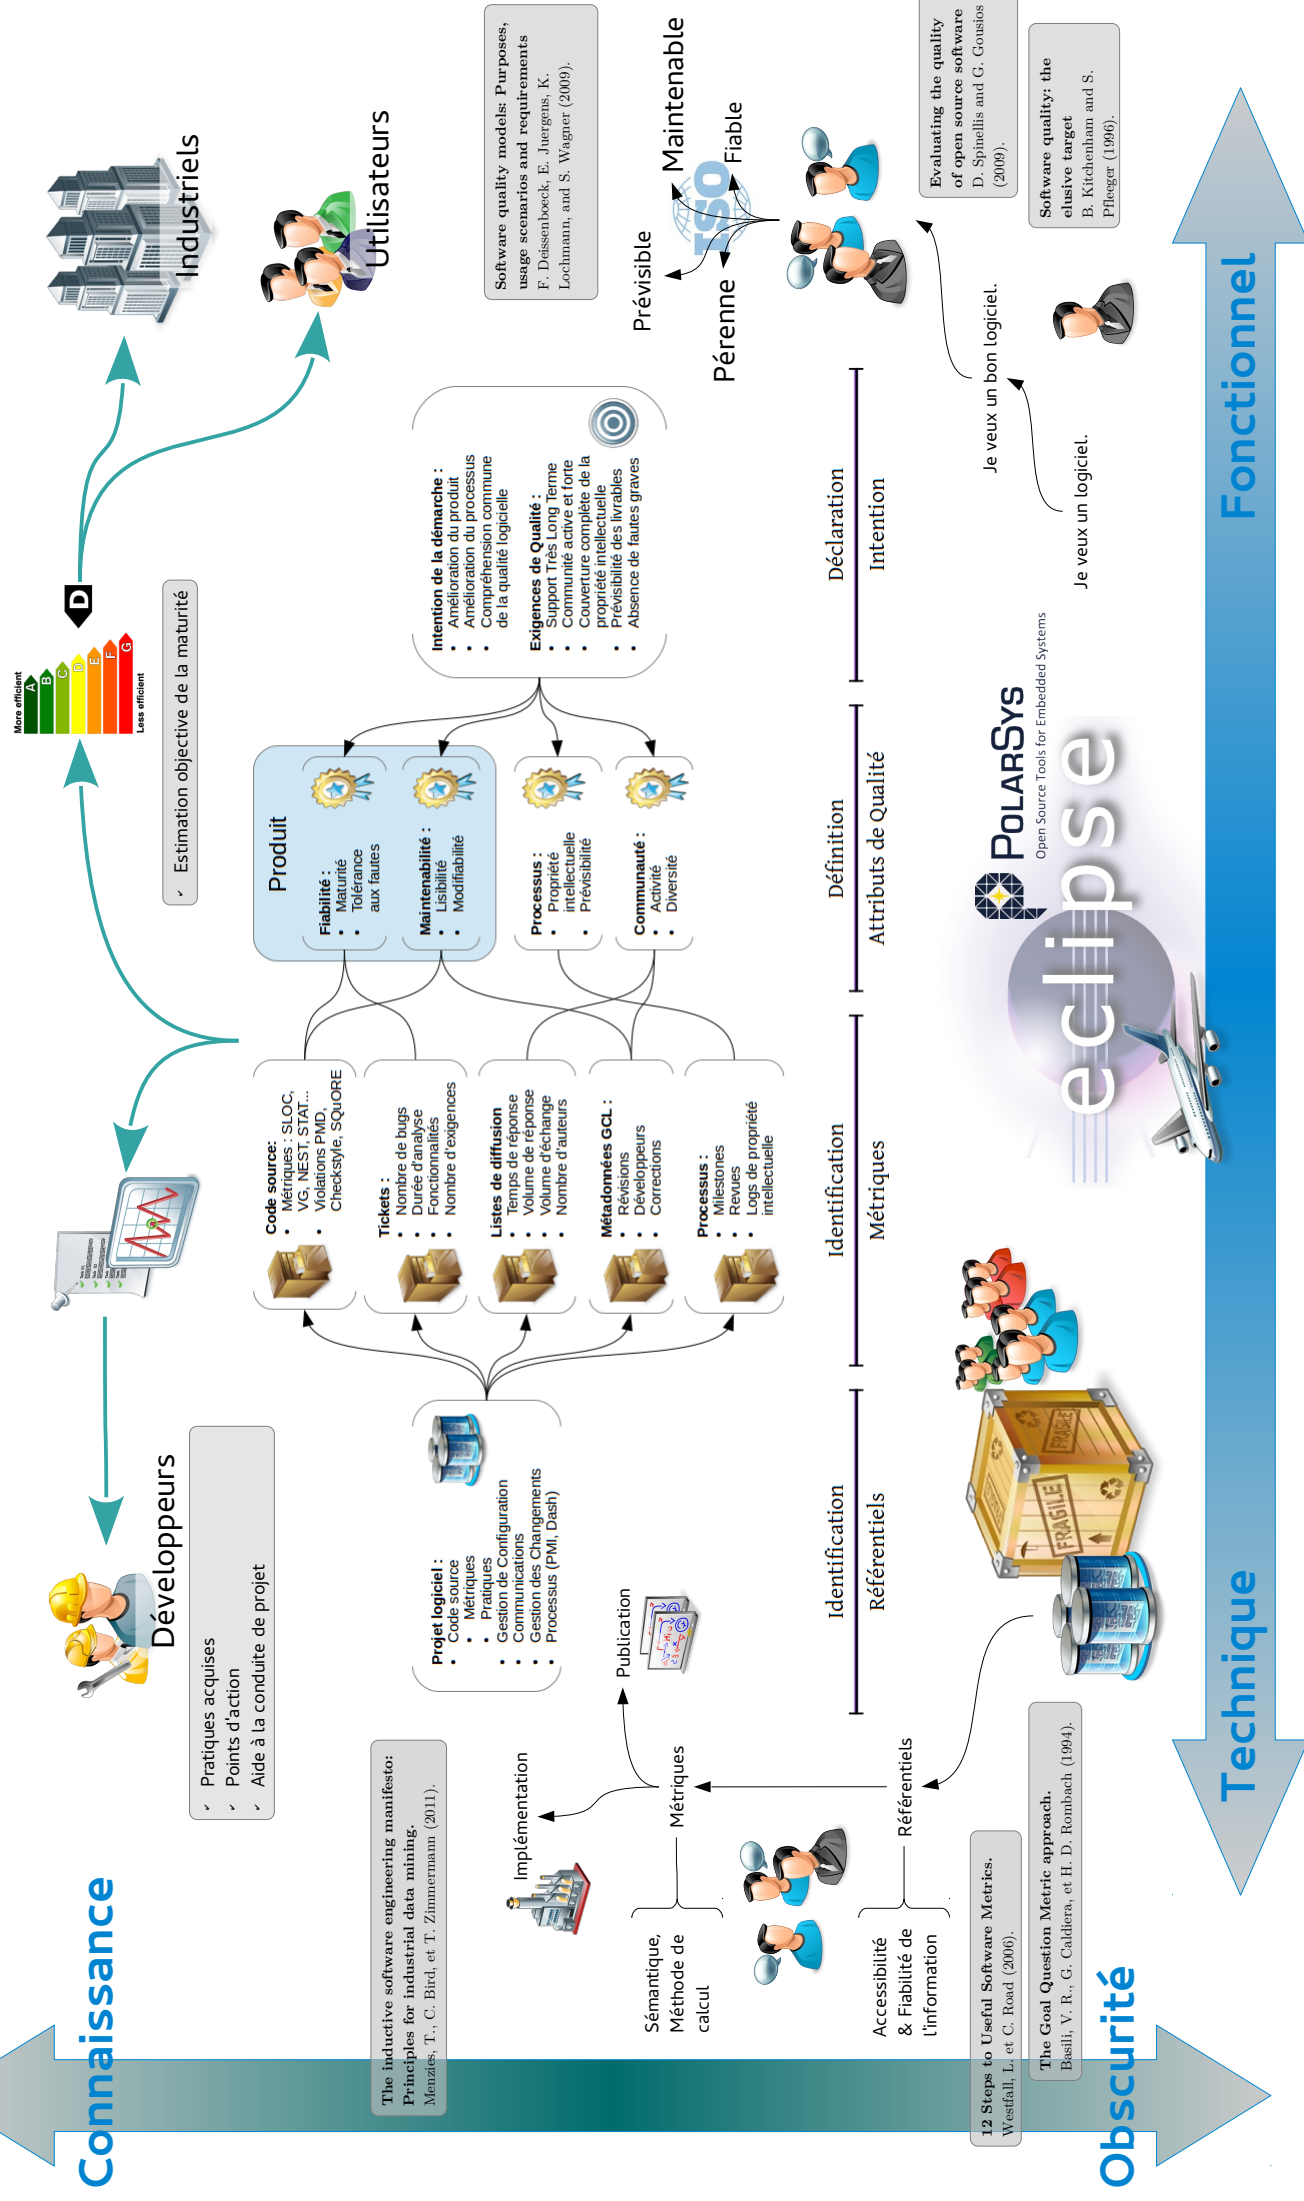 Connaissance
Développeurs
Pratiques acquises
Points d'action
Aide à la conduite de projet
More efficient
A
B
C
D
E
F
G
Less efficient
D
Estimation objective de la maturité
Industriels
Utilisateurs
The inductive software engineering manifesto:
Principles for industrial data mining.
Menzies, T., C. Bird, et T. Zimmermann (2011).
Software quality models: Purposes,
usage scenarios and requirements
F. Deissenboeck, E. Juergens, K.
Lochmann, and S. Wagner (2009).
Projet logiciel :
Code source
Métriques
Pratiques
Gestion de Configuration
Communications
Gestion des Changements
Processus (PMI, Dash)
Code source:
Métriques : SLOC,
VG, NEST, STAT...
Violations PMD,
Checkstyle, SQuORE
Tickets :
Nombre de bugs
Durée d'analyse
Fonctionnalités
Nombre d'exigences
Listes de diffusion
Temps de réponse
Volume de réponse
Volume d'échange
Nombre d'auteurs
Métadonnées GCL :
Révisions
Développeurs
Corrections
Processus :
Milestones
Revues
Logs de propriété
intellectuelle
Produit
Fiabilité :
Maturité
Tolérance
aux fautes
Maintenabilité :
Lisibilité
Modifiabilité
Processus :
Propriété
intellectuelle
Prévisibilité
Communauté :
Activité
Diversité
Intention de la démarche :
Amélioration du produit
Amélioration du processus
Compréhension commune
de la qualité logicielle
Exigences de Qualité :
Support Très Long Terme
Communité active et forte
Couverture complète de la
propriété intellectuelle
Prévisibilité des livrables
Absence de fautes graves
Implémentation
Publication
Sémantique,
Méthode de
calcul
Métriques
Accessibilité
& Fiabilité de
l'information
Référentiels
Prévisible
Maintenable
ISO
Pérenne
Fiable
Identification
Référentiels
Identification
Métriques
Définition
Attributs de Qualité
Déclaration
Intention
Evaluating the quality
of open source software
D. Spinellis and G. Gousios
(2009).
Software quality: the
elusive target
B. Kitchenham and S.
Pfleeger (1996).
12 Steps to Useful Software Metrics.
Westfall, L. et C. Road (2006).
The Goal Question Metric approach.
Basili, V. R., G. Caldiera, et H. D. Rombach (1994).
FRAGILE
FRAGILE
POLARSYS
Open Source Tools for Embedded Systems
eclipse
Je veux un bon logiciel.
Je veux un logiciel.
Obscurité
Technique
Fonctionnel